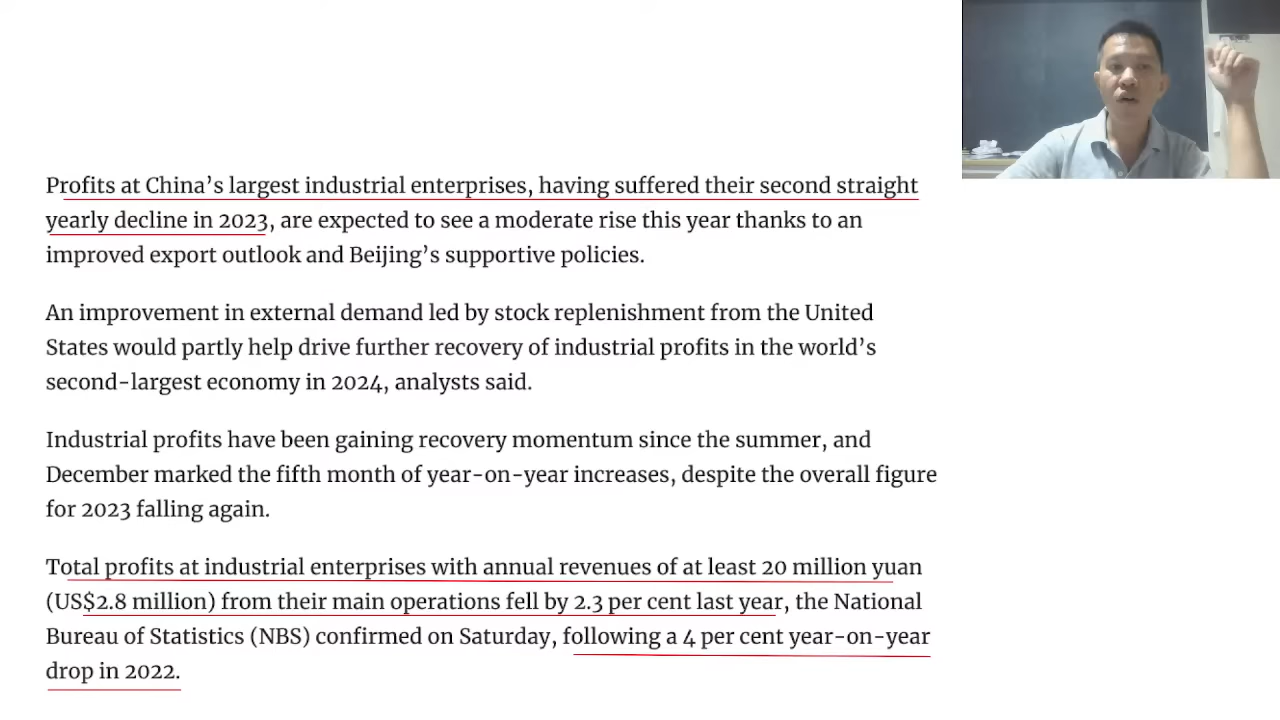 Profits at China’s largest industrial enterprises, having suffered their second straight
yearly decline in 2023, are expected to see a moderate rise this year thanks to an
improved export outlook and Beijing’s supportive policies.
An improvement in external demand led by stock replenishment from the United
States would partly help drive further recovery of industrial profits in the world’s
second-largest economy in 2024, analysts said.
Industrial profits have been gaining recovery momentum since the summer, and
December marked the fifth month of year-on-year increases, despite the overall figure
for 2023 falling again.
Total profits at industrial enterprises with annual revenues of at least 20 million yuan
(US$2.8 million) from their main operations fell by 2.3 per cent last year, the National
Bureau of Statistics (NBS) confirmed on Saturday, following a 4 per cent year-on-year
drop in 2022.